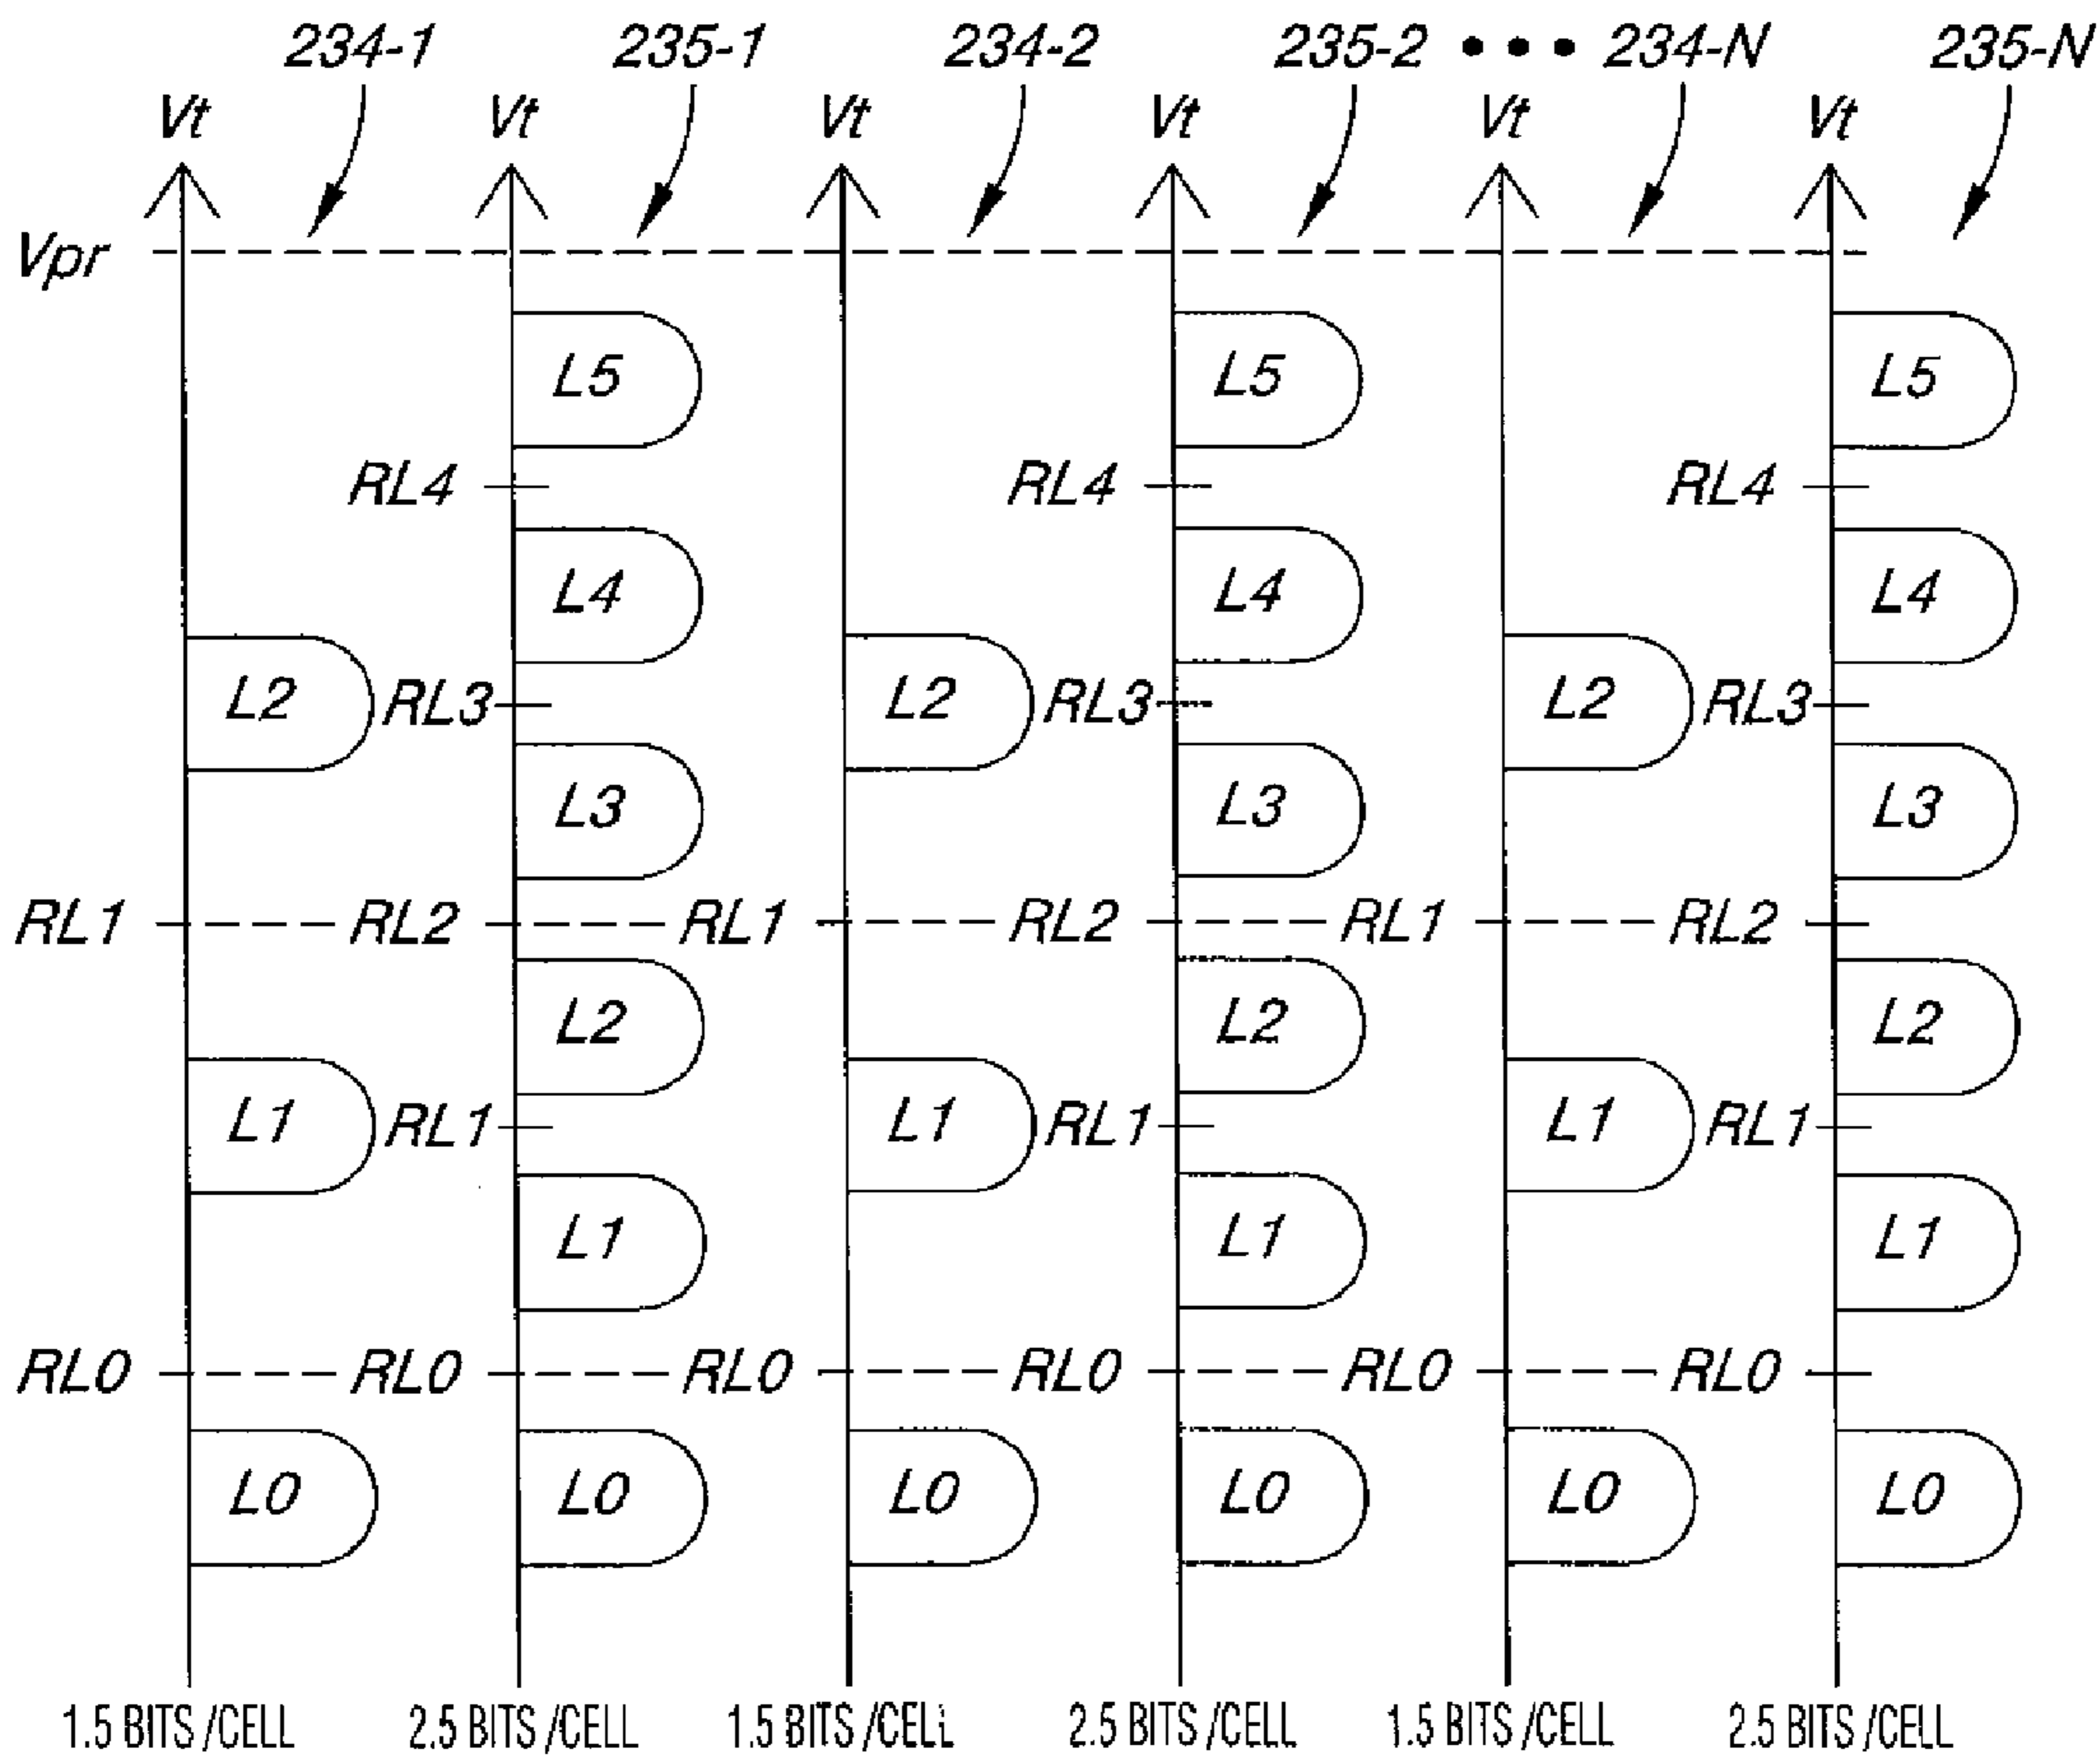 234-1 235-1 234-2 235-2 • • • 234-N 235-N
Vt Vt Vt Vt Vt Vt
Vpr
L5 L5 L5
RL4 RL4 RL4
L4 L4 L4
L2 RL3 L2 RL3 L2 RL3
L3 L3 L3
RL1 RL2 RL1 RL2 RL1 RL2
L2 L2 L2
L1 RL1 L1 RL1 L1 RL1
L1 L1 L1
RL0 RL0 RL0 RL0 RL0 RL0
L0 L0 L0 L0 L0 L0
1.5 BITS/CELL 2.5 BITS/CELL 1.5 BITS/CELL 2.5 BITS/CELL 1.5 BITS/CELL 2.5 BITS/CELL